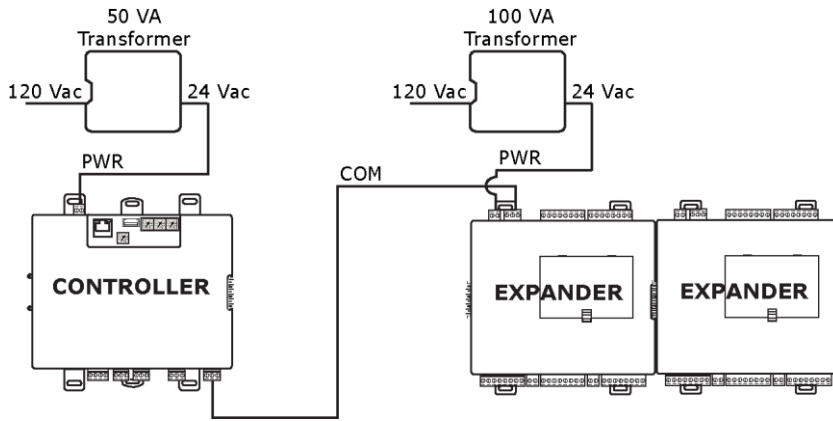 50 VA
Transformer
120 Vac
24 Vac
PWR
CONTROLLER
COM
100 VA
Transformer
120 Vac
24 Vac
PWR
EXPANDER
EXPANDER